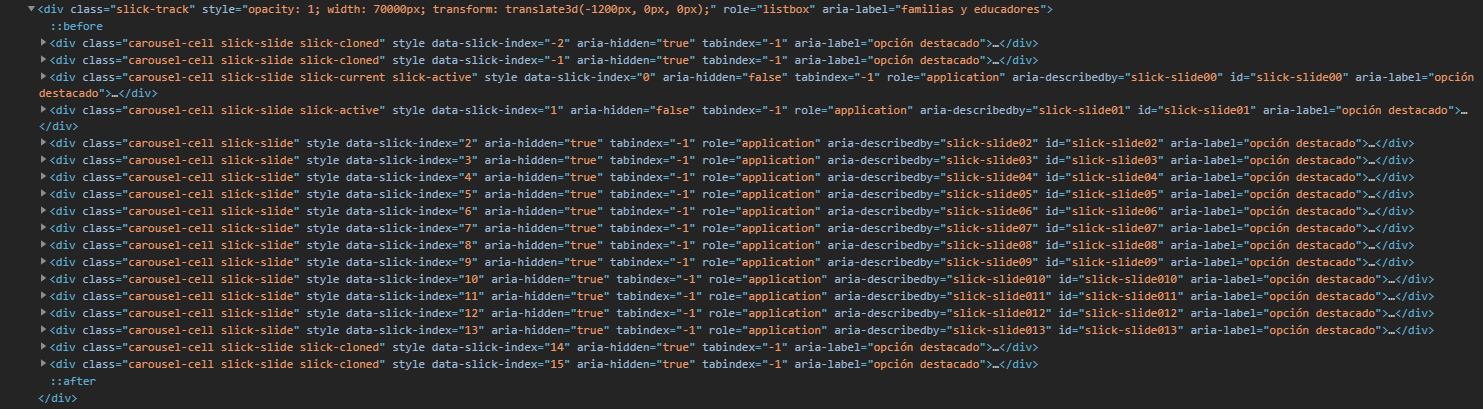 ▼<div class="slick-track" style="opacity: 1; width: 70000px; transform: translate3d(-1200px, 0px, 0px);" role="listbox" aria-label="familias y educadores">
::before
▶<div class="carousel-cell slick-slide slick-cloned" style data-slick-index="-2" aria-hidden="true" tabindex="-1" aria-label="opción destacado">…</div>
▶<div class="carousel-cell slick-slide slick-cloned" style data-slick-index="-1" aria-hidden="true" tabindex="-1" aria-label="opción destacado">…</div>
▶<div class="carousel-cell slick-slide slick-current slick-active" style data-slick-index="0" aria-hidden="false" tabindex="-1" role="application" aria-describedby="slick-slide00" id="slick-slide00" aria-label="opción
destacado">…</div>
▶<div class="carousel-cell slick-slide slick-active" style data-slick-index="1" aria-hidden="false" tabindex="-1" role="application" aria-describedby="slick-slide01" id="slick-slide01" aria-label="opción destacado">…
</div>
▶<div class="carousel-cell slick-slide" style data-slick-index="2" aria-hidden="true" tabindex="-1" role="application" aria-describedby="slick-slide02" id="slick-slide02" aria-label="opción destacado">…</div>
▶<div class="carousel-cell slick-slide" style data-slick-index="3" aria-hidden="true" tabindex="-1" role="application" aria-describedby="slick-slide03" id="slick-slide03" aria-label="opción destacado">…</div>
▶<div class="carousel-cell slick-slide" style data-slick-index="4" aria-hidden="true" tabindex="-1" role="application" aria-describedby="slick-slide04" id="slick-slide04" aria-label="opción destacado">…</div>
▶<div class="carousel-cell slick-slide" style data-slick-index="5" aria-hidden="true" tabindex="-1" role="application" aria-describedby="slick-slide05" id="slick-slide05" aria-label="opción destacado">…</div>
▶<div class="carousel-cell slick-slide" style data-slick-index="6" aria-hidden="true" tabindex="-1" role="application" aria-describedby="slick-slide06" id="slick-slide06" aria-label="opción destacado">…</div>
▶<div class="carousel-cell slick-slide" style data-slick-index="7" aria-hidden="true" tabindex="-1" role="application" aria-describedby="slick-slide07" id="slick-slide07" aria-label="opción destacado">…</div>
▶<div class="carousel-cell slick-slide" style data-slick-index="8" aria-hidden="true" tabindex="-1" role="application" aria-describedby="slick-slide08" id="slick-slide08" aria-label="opción destacado">…</div>
▶<div class="carousel-cell slick-slide" style data-slick-index="9" aria-hidden="true" tabindex="-1" role="application" aria-describedby="slick-slide09" id="slick-slide09" aria-label="opción destacado">…</div>
▶<div class="carousel-cell slick-slide" style data-slick-index="10" aria-hidden="true" tabindex="-1" role="application" aria-describedby="slick-slide010" id="slick-slide010" aria-label="opción destacado">…</div>
▶<div class="carousel-cell slick-slide" style data-slick-index="11" aria-hidden="true" tabindex="-1" role="application" aria-describedby="slick-slide011" id="slick-slide011" aria-label="opción destacado">…</div>
▶<div class="carousel-cell slick-slide" style data-slick-index="12" aria-hidden="true" tabindex="-1" role="application" aria-describedby="slick-slide012" id="slick-slide012" aria-label="opción destacado">…</div>
▶<div class="carousel-cell slick-slide" style data-slick-index="13" aria-hidden="true" tabindex="-1" role="application" aria-describedby="slick-slide013" id="slick-slide013" aria-label="opción destacado">…</div>
▶<div class="carousel-cell slick-slide slick-cloned" style data-slick-index="14" aria-hidden="true" tabindex="-1" aria-label="opción destacado">…</div>
▶<div class="carousel-cell slick-slide slick-cloned" style data-slick-index="15" aria-hidden="true" tabindex="-1" aria-label="opción destacado">…</div>
::after
</div>